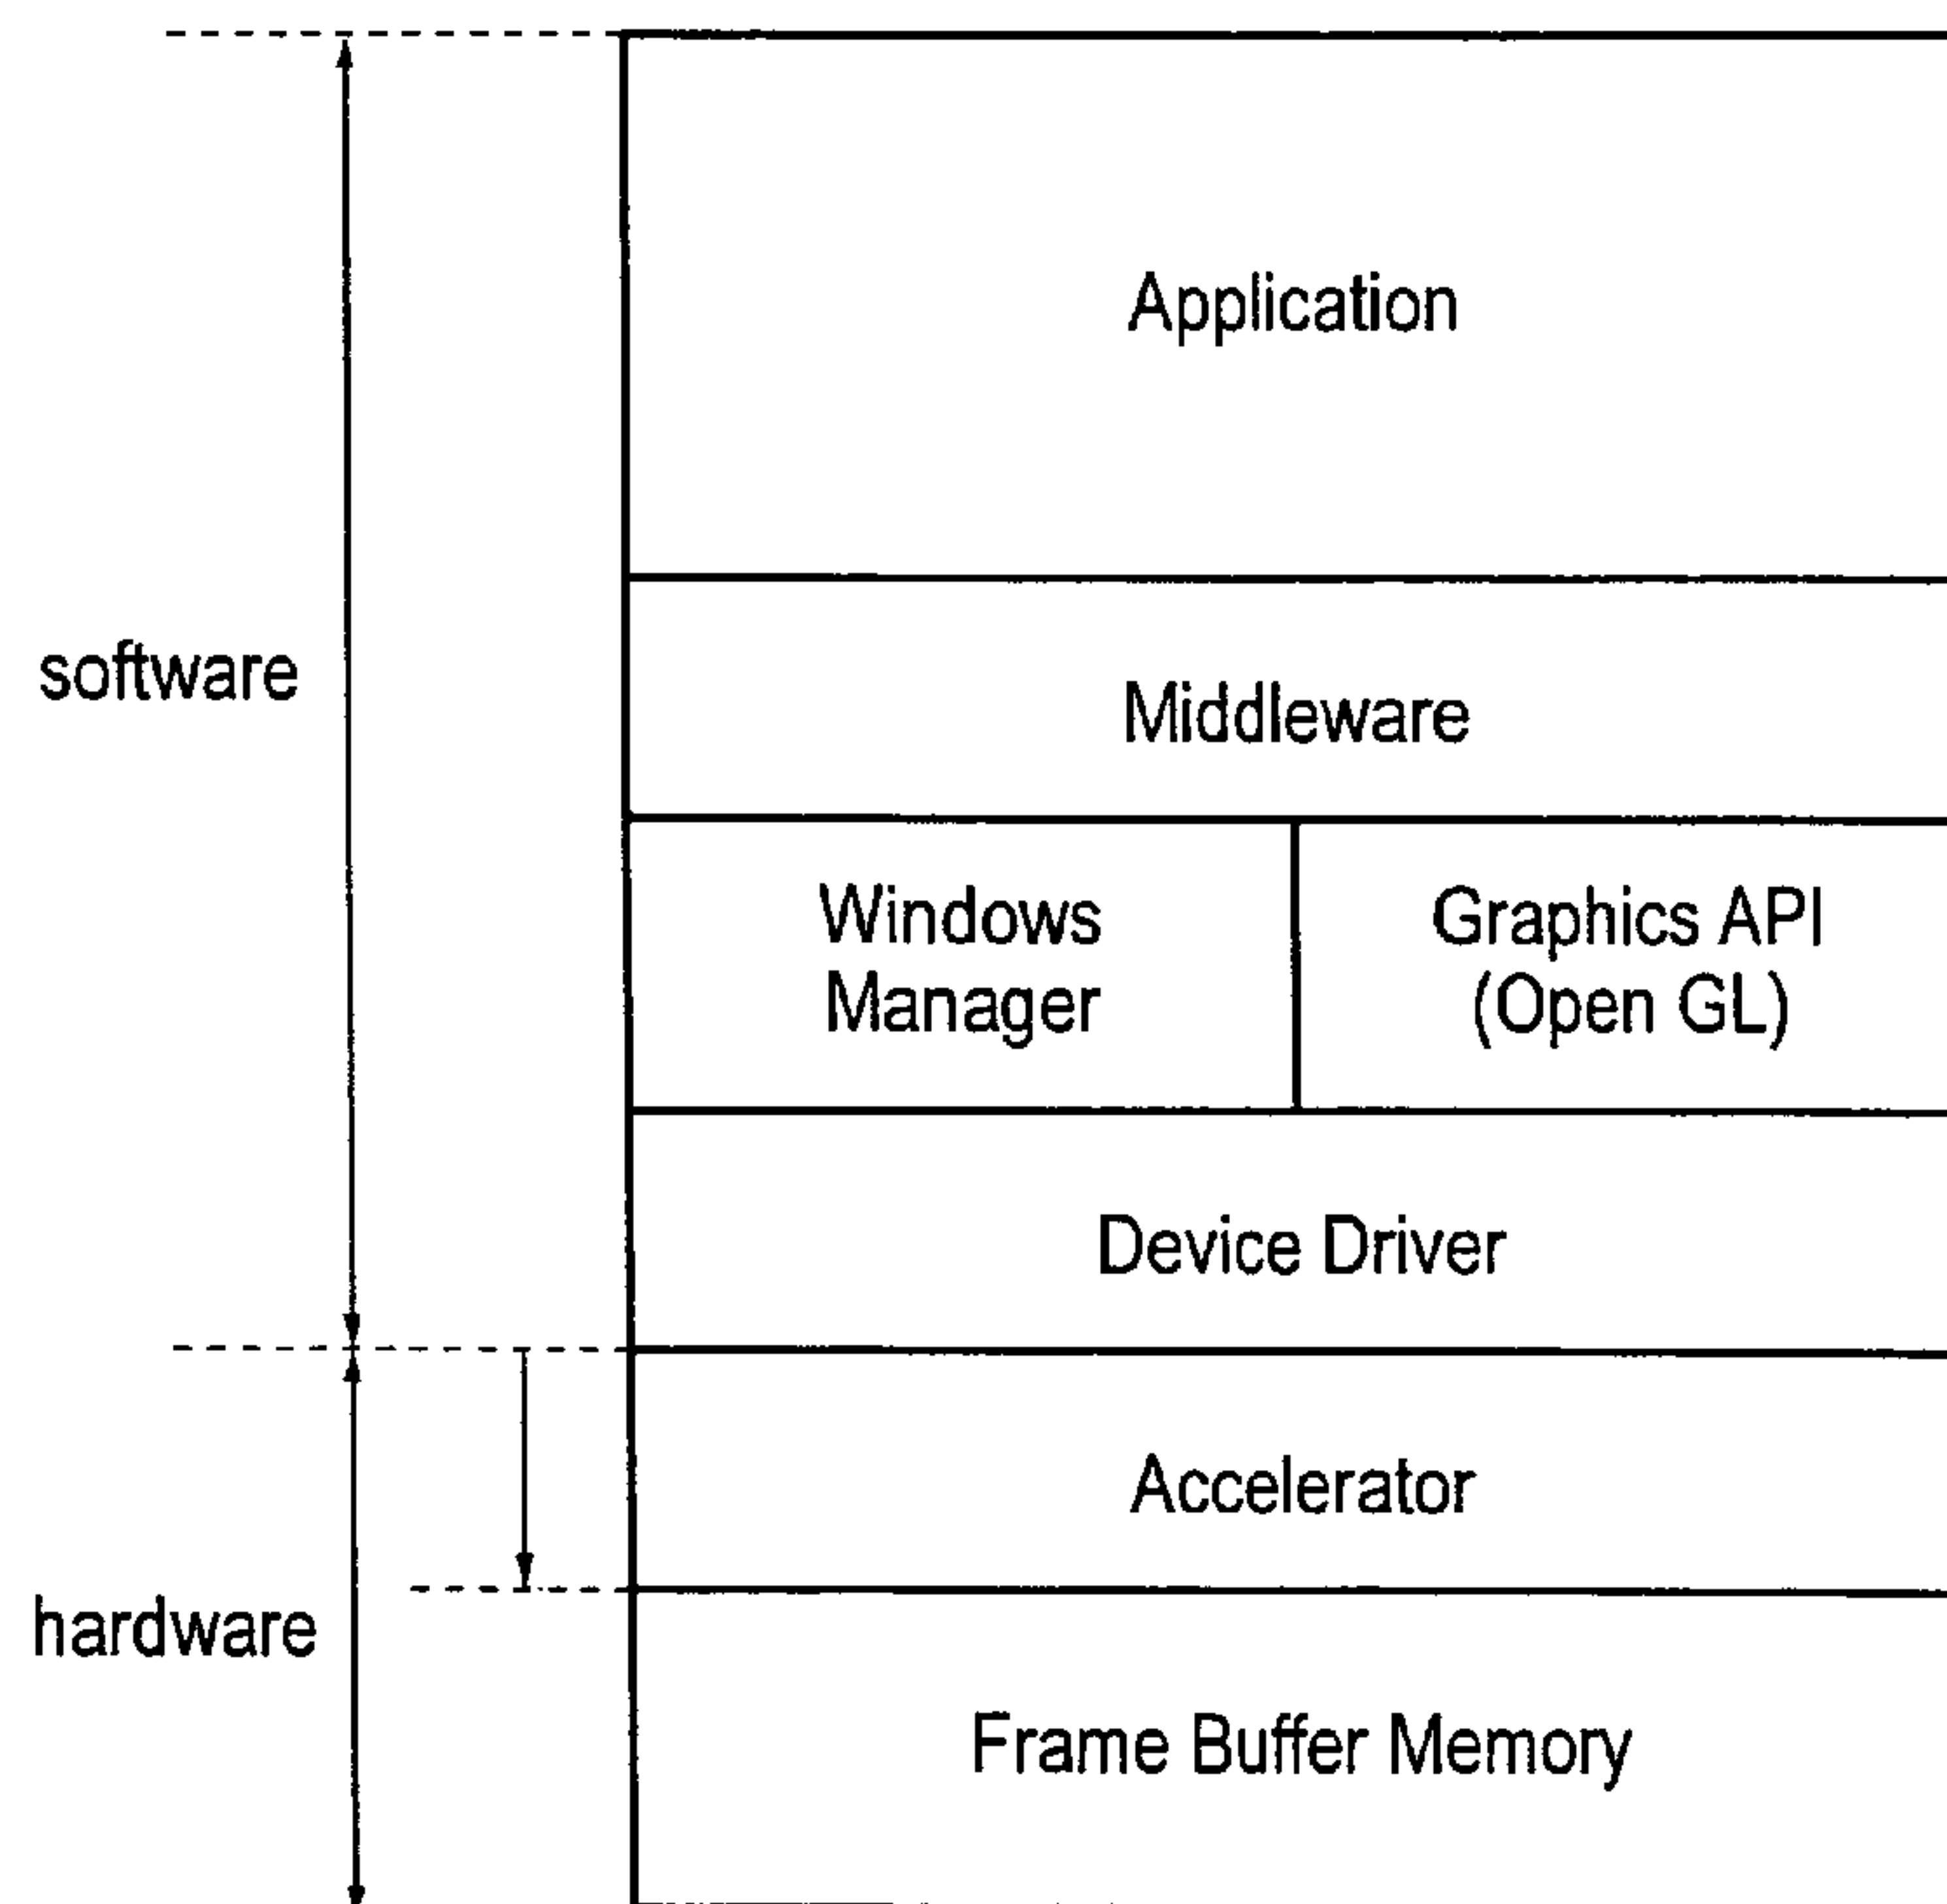 Application
software
Middleware
Windows
Manager
Graphics API
(Open GL)
Device Driver
Accelerator
hardware
Frame Buffer Memory